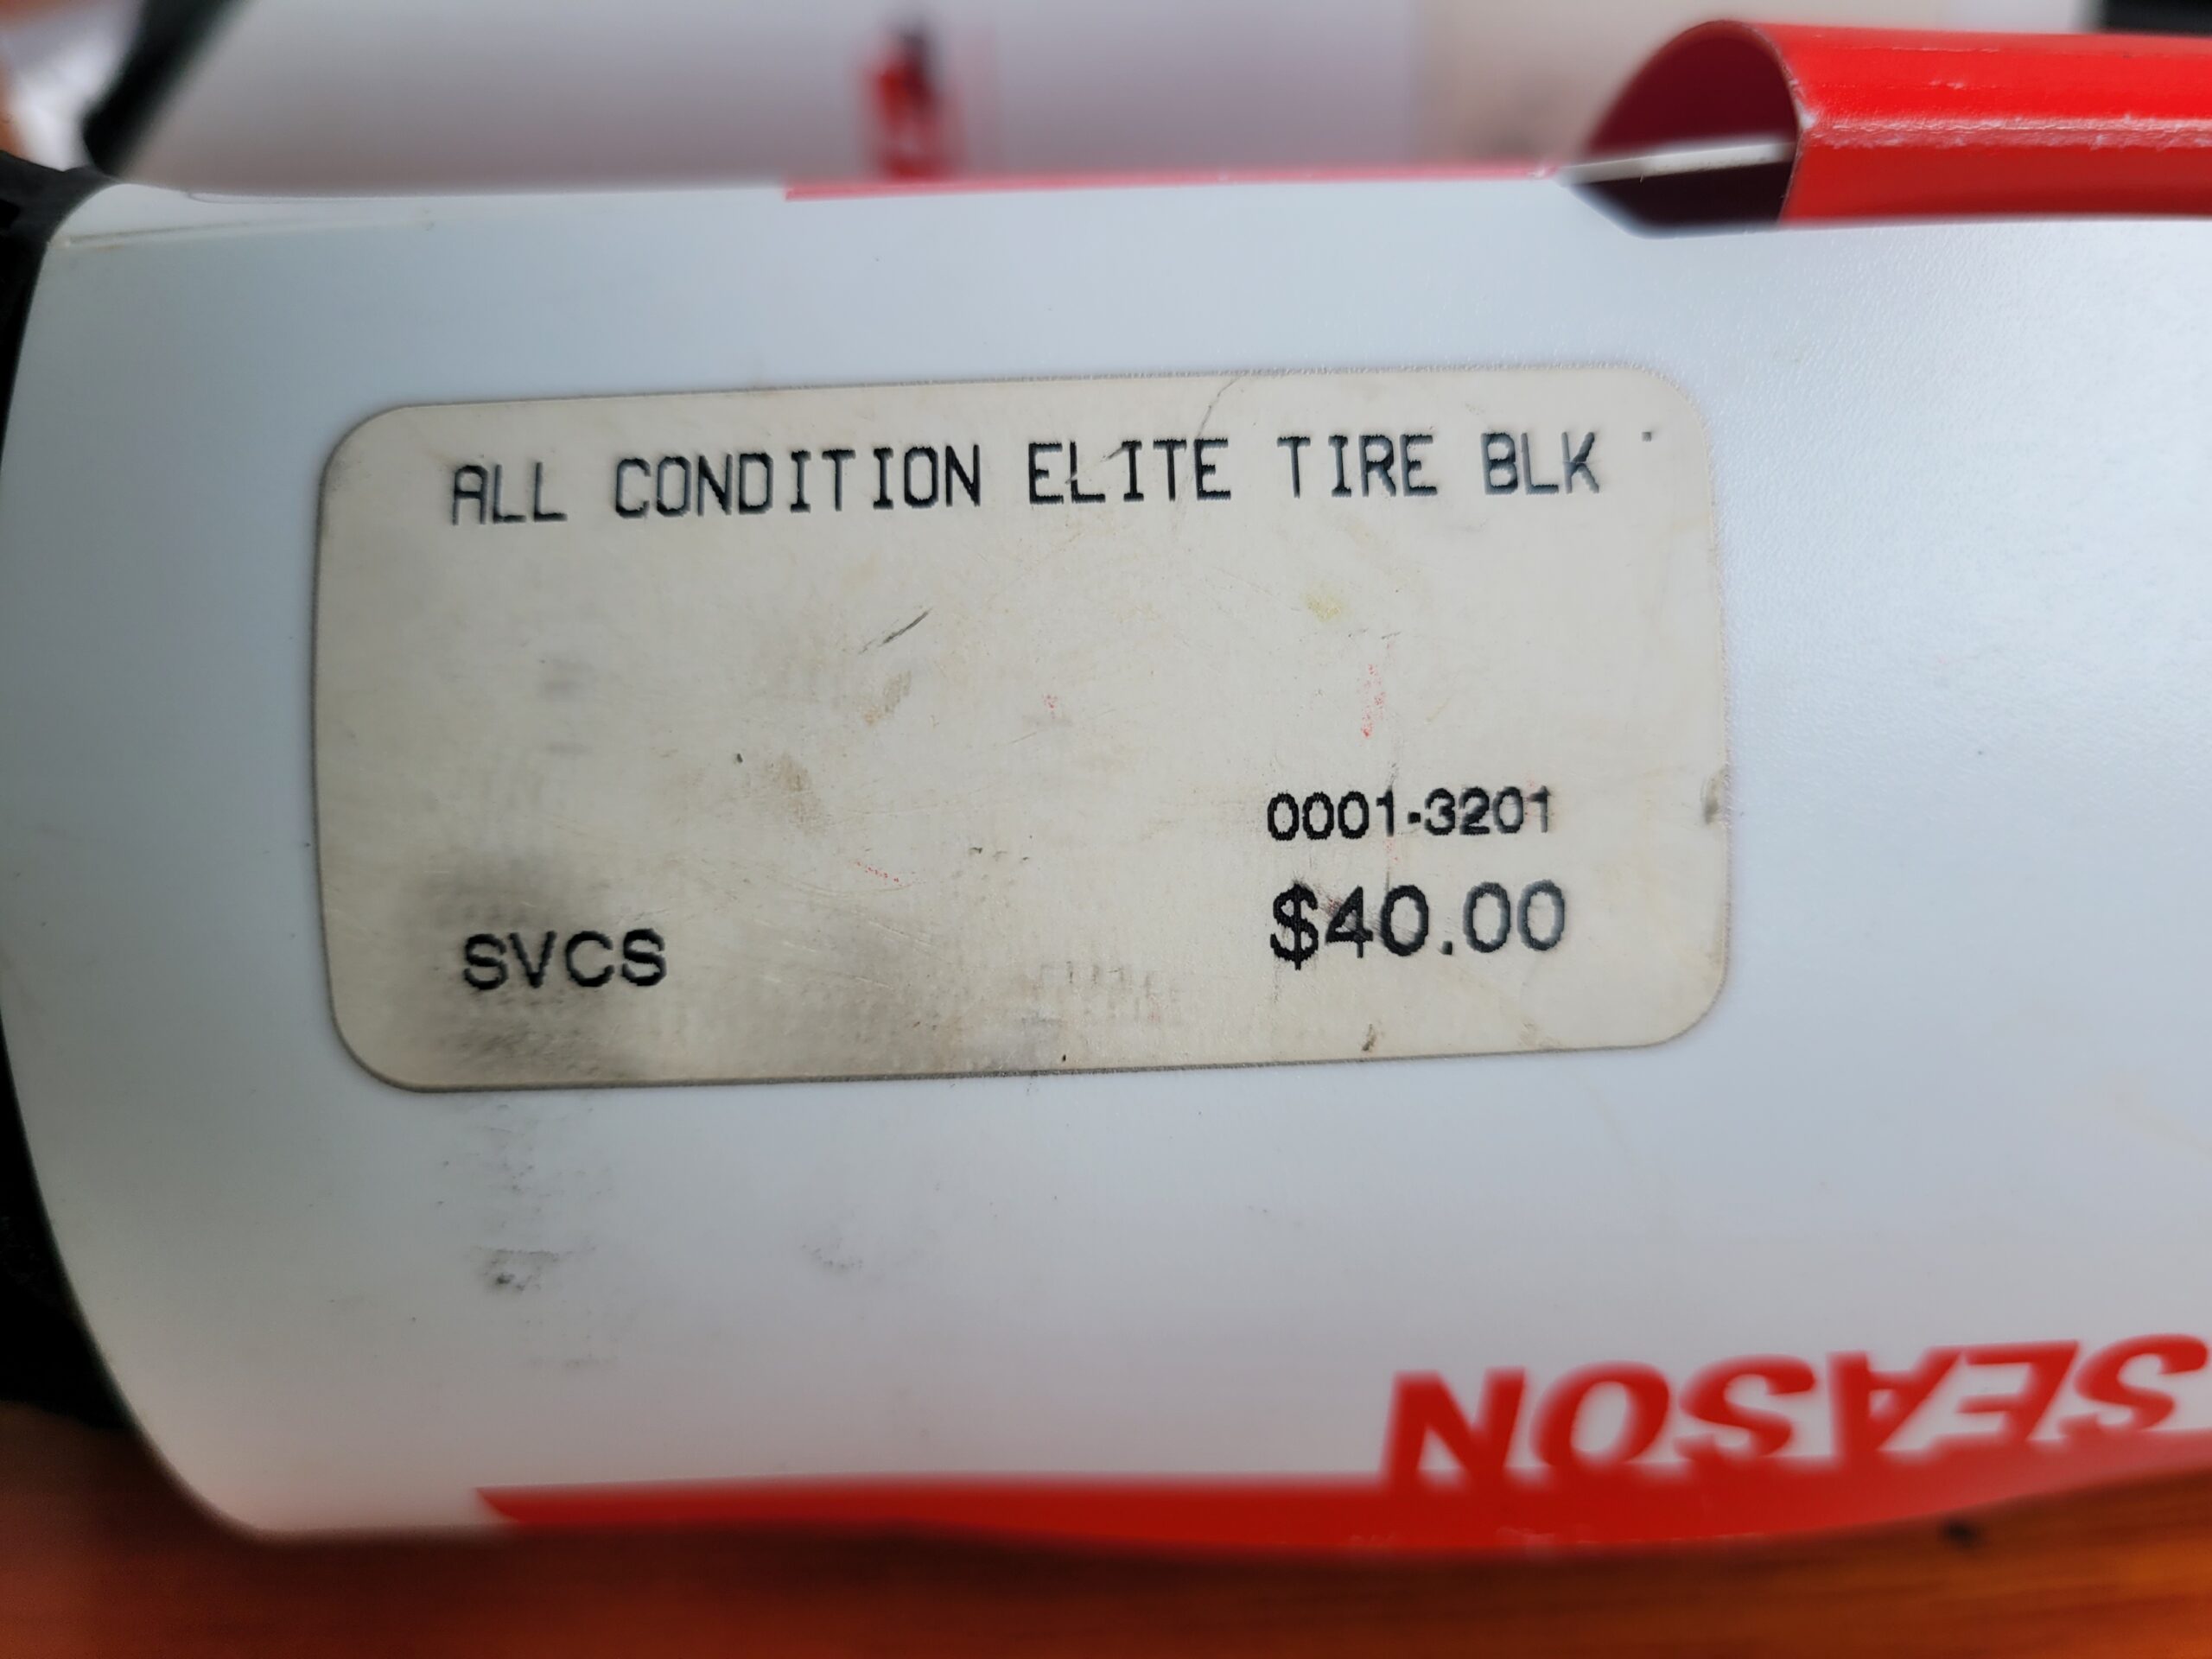 ALL CONDITION ELITE TIRE BLK
0001-3201
$40.00
SVCS
SEASON